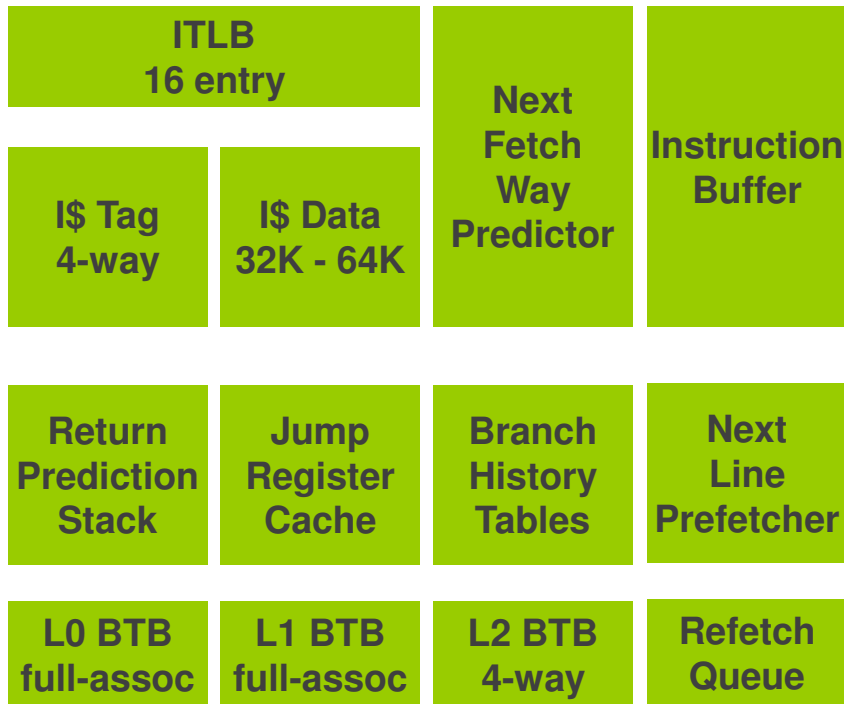 ITLB
16 entry
Next
Fetch
Way
Predictor
Instruction
Buffer
I$ Tag
4-way
I$ Data
32K - 64K
Return
Prediction
Stack
Jump
Register
Cache
Branch
History
Tables
Next
Line
Prefetcher
L0 BTB
full-assoc
L1 BTB
full-assoc
L2 BTB
4-way
Refetch
Queue